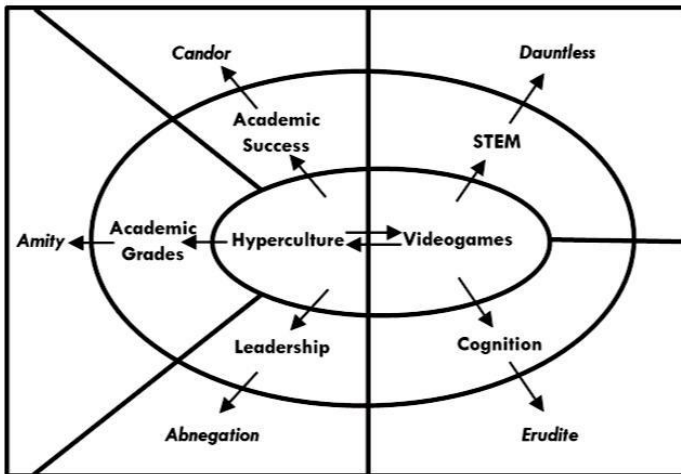 Candor
Dauntless
Academic
Success
STEM
Amity
Academic
Grades
Hyperculture
Videogames
Leadership
Cognition
Abnegation
Erudite